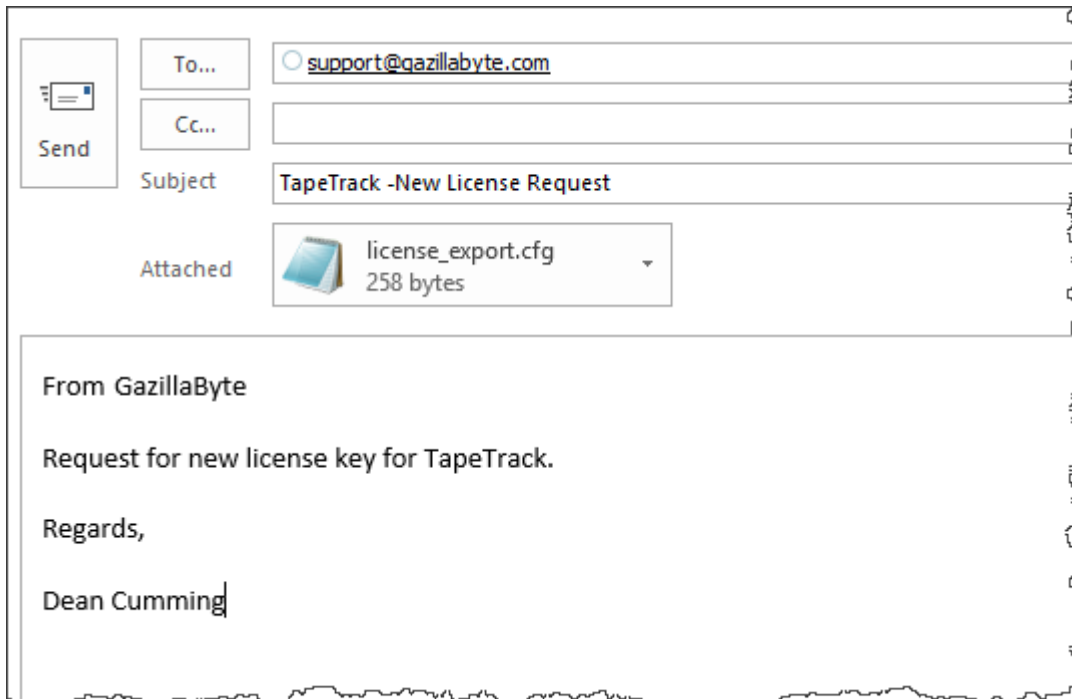 To...
support@gazillabyte.com
Cc...
Send
Subject
TapeTrack -New License Request
Attached
license_export.cfg
258 bytes
From GazillaByte
Request for new license key for TapeTrack.
Regards,
Dean Cumming